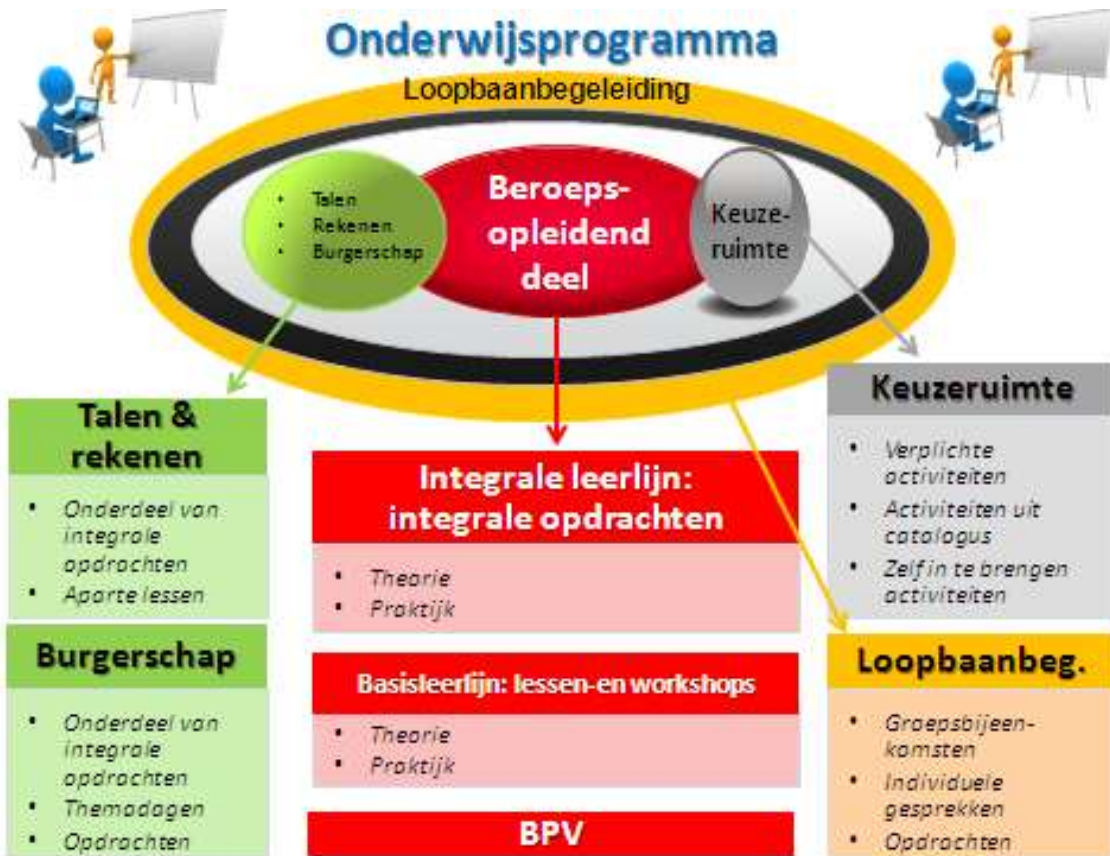 Onderwijsprogramma
Loopbaanbegeleiding
• Talen
• Rekenen
• Burgerschap
Beroeps-
opleidend
deel
Keuze-
ruimte
Talen &
rekenen
• Onderdeel van
integrale
opdrachten
• Aparte lessen
Burgerschap
• Onderdeel van
integrale
opdrachten
• Themadagen
• Opdrachten
Integrale leerlijn:
integrale opdrachten
• Theorie
• Praktijk
Basisleerlijn: lessen-en workshops
• Theorie
• Praktijk
BPV
Keuzeruimte
• Verplichte
activiteiten
• Activiteiten uit
catalogus
• Zelf in te brengen
activiteiten
Loopbaanbeg.
• Groepsbijeen-
komsten
• Individuele
gesprekken
• Opdrachten